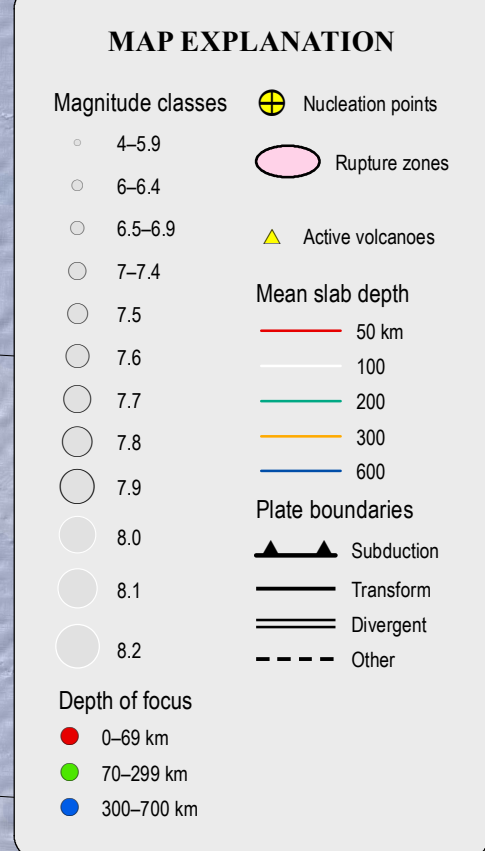 MAP EXPLANATION
Magnitude classes
4–5.9
6–6.4
6.5–6.9
7–7.4
7.5
7.6
7.7
7.8
7.9
8.0
8.1
8.2
Depth of focus
0–69 km
70–299 km
300–700 km
Nucleation points
Rupture zones
Active volcanoes
Mean slab depth
50 km
100
200
300
600
Plate boundaries
Subduction
Transform
Divergent
Other